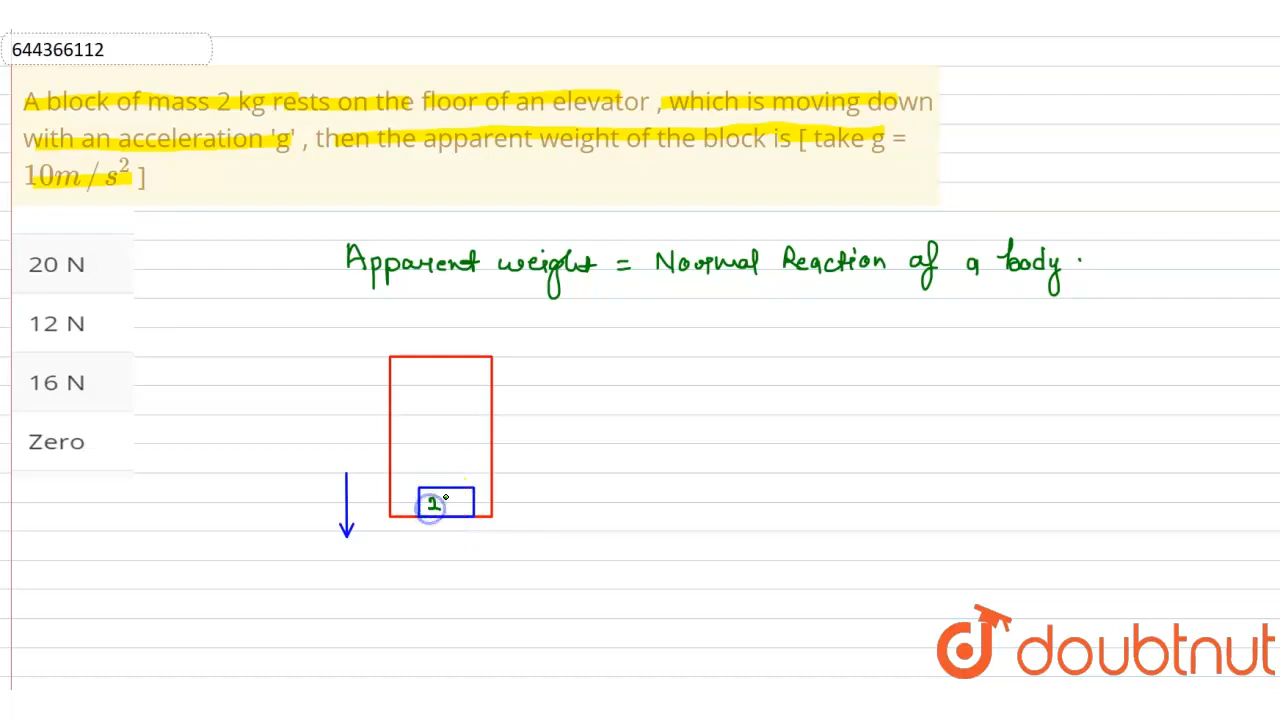 644366112
A block of mass 2 kg rests on the floor of an elevator , which is moving down
with an acceleration 'g' , then the apparent weight of the block is [ take g =
10m/s² ]
Apparent weight = Normal Reaction of a body .
20 N
12 N
16 N
Zero
2
doubtnut